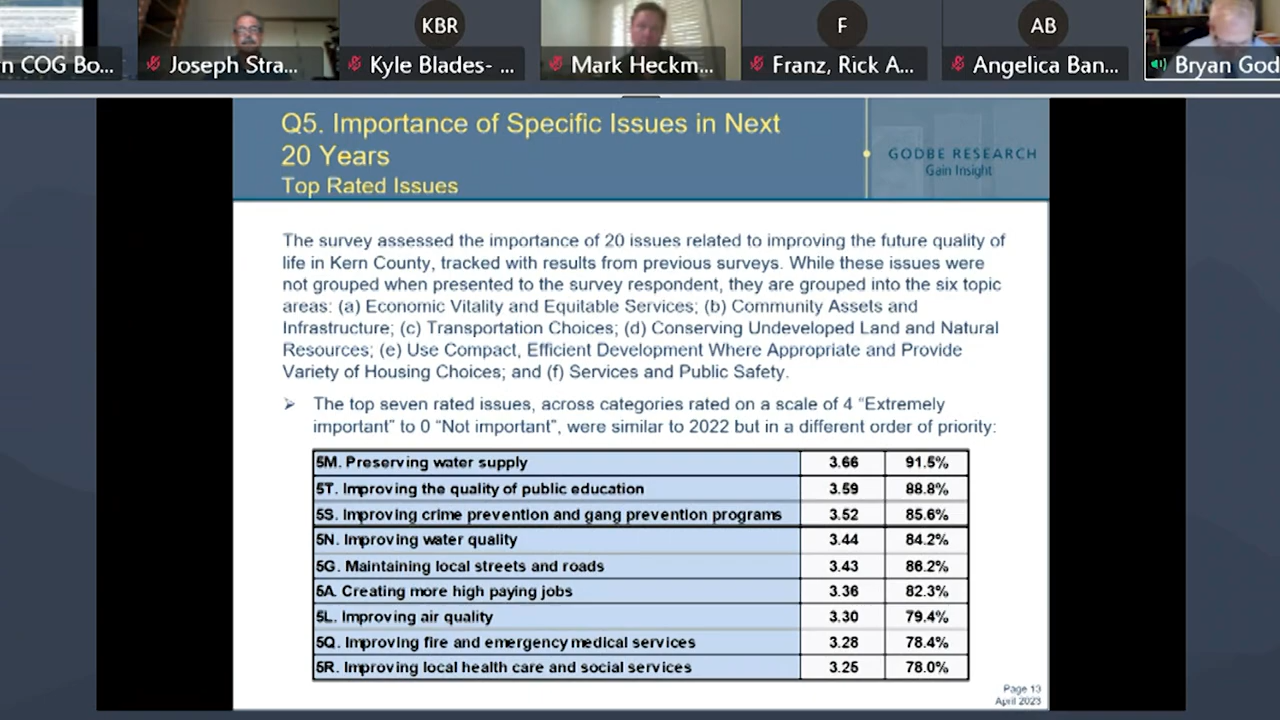 KBR
F
AB
n COG Bo...
Joseph Stra...
Kyle Blades- ...
Mark Heckm...
Franz, Rick A...
Angelica Ban...
Bryan God
Q5. Importance of Specific Issues in Next
20 Years
Top Rated Issues
GODBE RESEARCH
Gain Insight
The survey assessed the importance of 20 issues related to improving the future quality of
life in Kern County, tracked with results from previous surveys. While these issues were
not grouped when presented to the survey respondent, they are grouped into the six topic
areas: (a) Economic Vitality and Equitable Services; (b) Community Assets and
Infrastructure; (c) Transportation Choices; (d) Conserving Undeveloped Land and Natural
Resources; (e) Use Compact, Efficient Development Where Appropriate and Provide
Variety of Housing Choices; and (f) Services and Public Safety.
➢ The top seven rated issues, across categories rated on a scale of 4 “Extremely
important” to 0 “Not important”, were similar to 2022 but in a different order of priority:
5M. Preserving water supply 3.66 91.5%
5T. Improving the quality of public education 3.59 88.8%
5S. Improving crime prevention and gang prevention programs 3.52 85.6%
5N. Improving water quality 3.44 84.2%
5G. Maintaining local streets and roads 3.43 86.2%
5A. Creating more high paying jobs 3.36 82.3%
5L. Improving air quality 3.30 79.4%
5Q. Improving fire and emergency medical services 3.28 78.4%
5R. Improving local health care and social services 3.25 78.0%
Page 13
April 2023